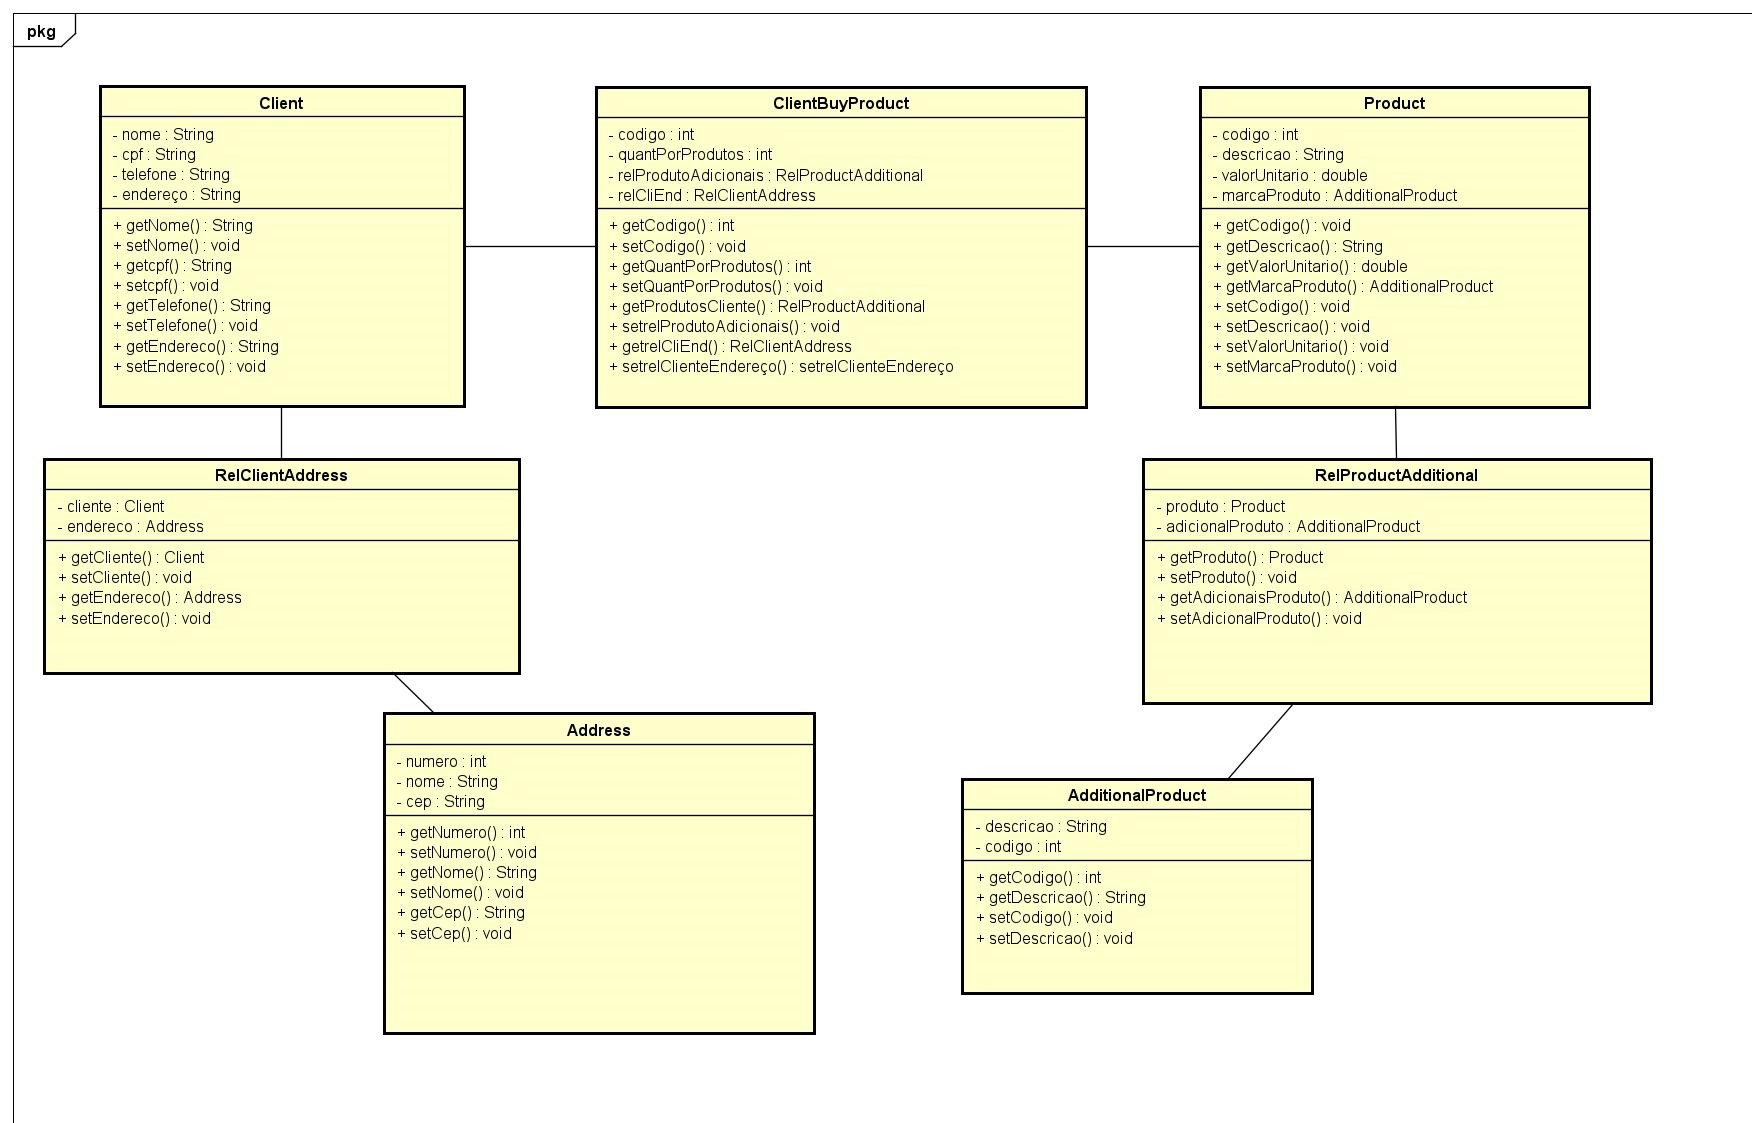 pkg
Client
- nome : String
- cpf : String
- telefone : String
- endereço : String
+ getNome() : String
+ setNome() : void
+ getcpf() : String
+ setcpf() : void
+ getTelefone() : String
+ setTelefone() : void
+ getEndereco() : String
+ setEndereco() : void
ClientBuyProduct
- codigo : int
- quantPorProdutos : int
- relProdutoAdicionais : RelProductAdditional
- relCliEnd : RelClientAddress
+ getCodigo() : int
+ setCodigo() : void
+ getQuantPorProdutos() : int
+ setQuantPorProdutos() : void
+ getProdutosCliente() : RelProductAdditional
+ setrelProdutoAdicionais() : void
+ getrelCliEnd() : RelClientAddress
+ setrelClienteEndereço() : setrelClienteEndereço
Product
- codigo : int
- descricao : String
- valorUnitario : double
- marcaProduto : AdditionalProduct
+ getCodigo() : void
+ getDescricao() : String
+ getValorUnitario() : double
+ getMarcaProduto() : AdditionalProduct
+ setCodigo() : void
+ setDescricao() : void
+ setValorUnitario() : void
+ setMarcaProduto() : void
RelClientAddress
- cliente : Client
- endereco : Address
+ getCliente() : Client
+ setCliente() : void
+ getEndereco() : Address
+ setEndereco() : void
RelProductAdditional
- produto : Product
- adicionalProduto : AdditionalProduct
+ getProduto() : Product
+ setProduto() : void
+ getAdicionaisProduto() : AdditionalProduct
+ setAdicionalProduto() : void
Address
- numero : int
- nome : String
- cep : String
+ getNumero() : int
+ setNumero() : void
+ getNome() : String
+ setNome() : void
+ getCep() : String
+ setCep() : void
AdditionalProduct
- descricao : String
- codigo : int
+ getCodigo() : int
+ getDescricao() : String
+ setCodigo() : void
+ setDescricao() : void